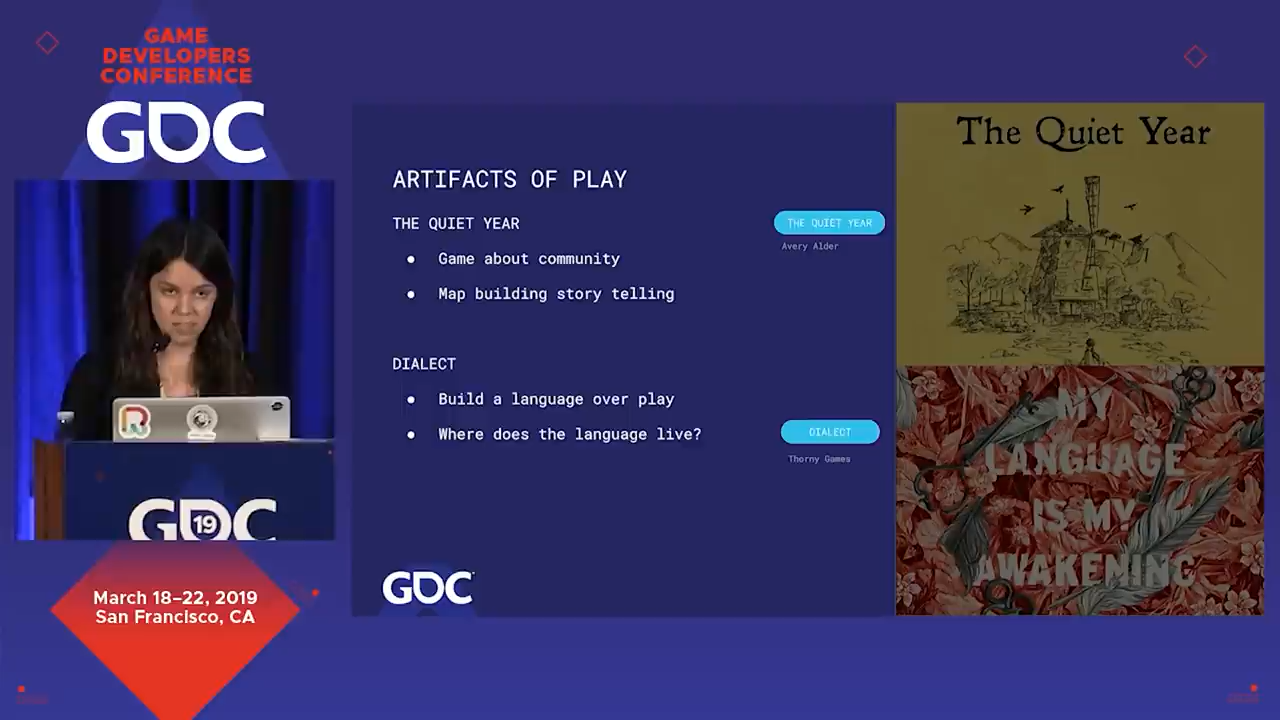 GAME
DEVELOPERS
CONFERENCE
GDC
GDC
19
March 18–22, 2019
San Francisco, CA
ARTIFACTS OF PLAY
THE QUIET YEAR
● Game about community
● Map building story telling
DIALECT
● Build a language over play
● Where does the language live?
GDC
THE QUIET YEAR
Avery Alder
DIALECT
Thorny Games
The Quiet Year
MY
LANGUAGE
IS MY
AWAKENING